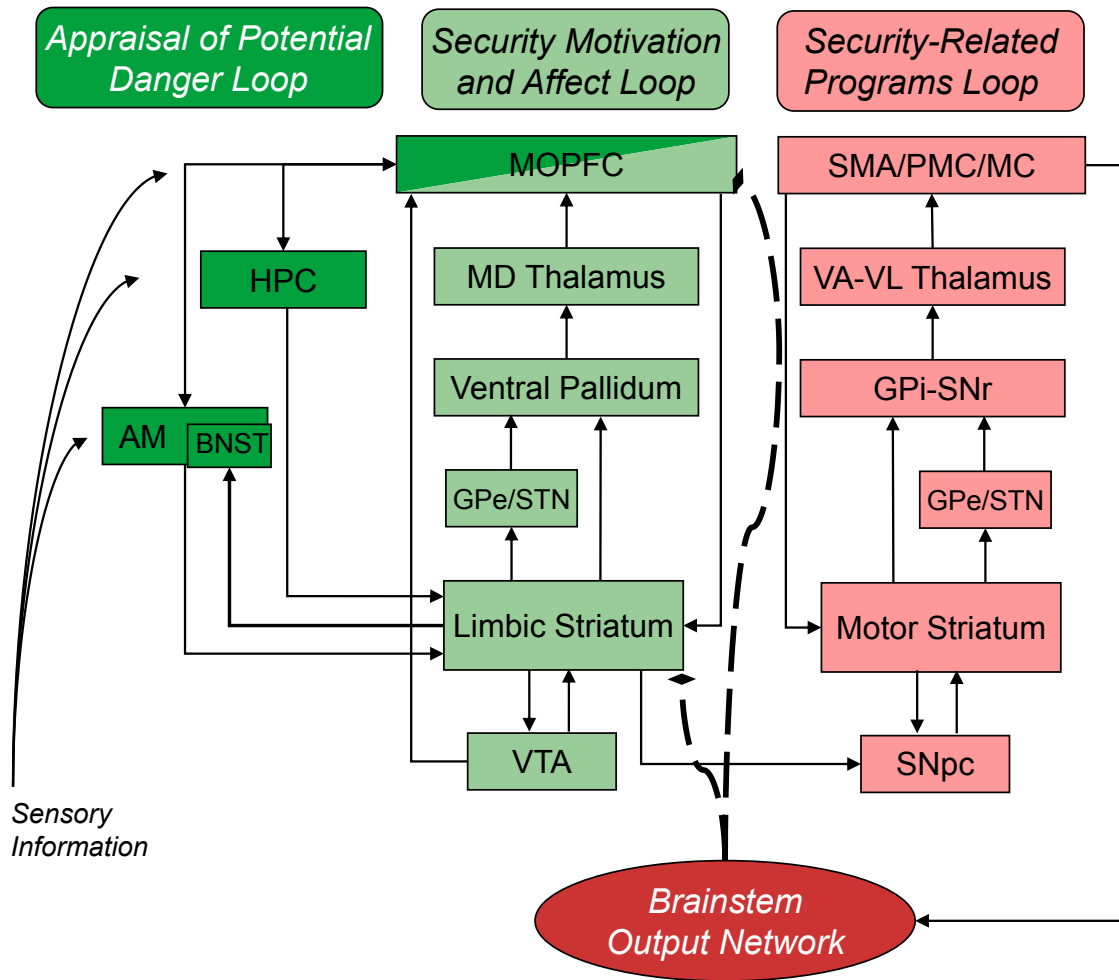 Appraisal of Potential
Danger Loop
Security Motivation
and Affect Loop
Security-Related
Programs Loop
MOPFC
SMA/PMC/MC
HPC
MD Thalamus
VA-VL Thalamus
Ventral Pallidum
GPi-SNr
AM
BNST
GPe/STN
GPe/STN
Limbic Striatum
Motor Striatum
VTA
SNpc
Sensory
Information
Brainstem
Output Network